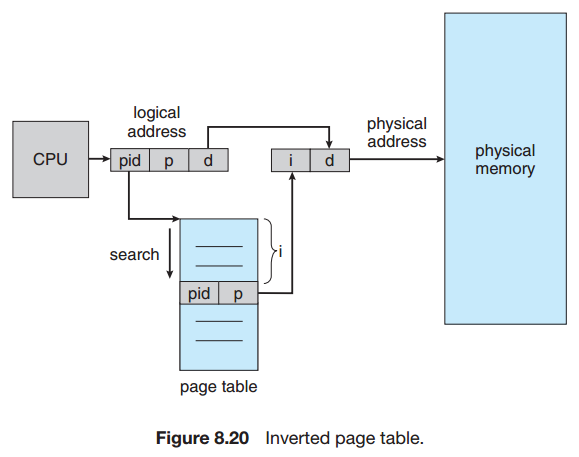 logical
address
physical
address
CPU
pid p d
i d
physical
memory
search
i
pid p
page table
Figure 8.20 Inverted page table.